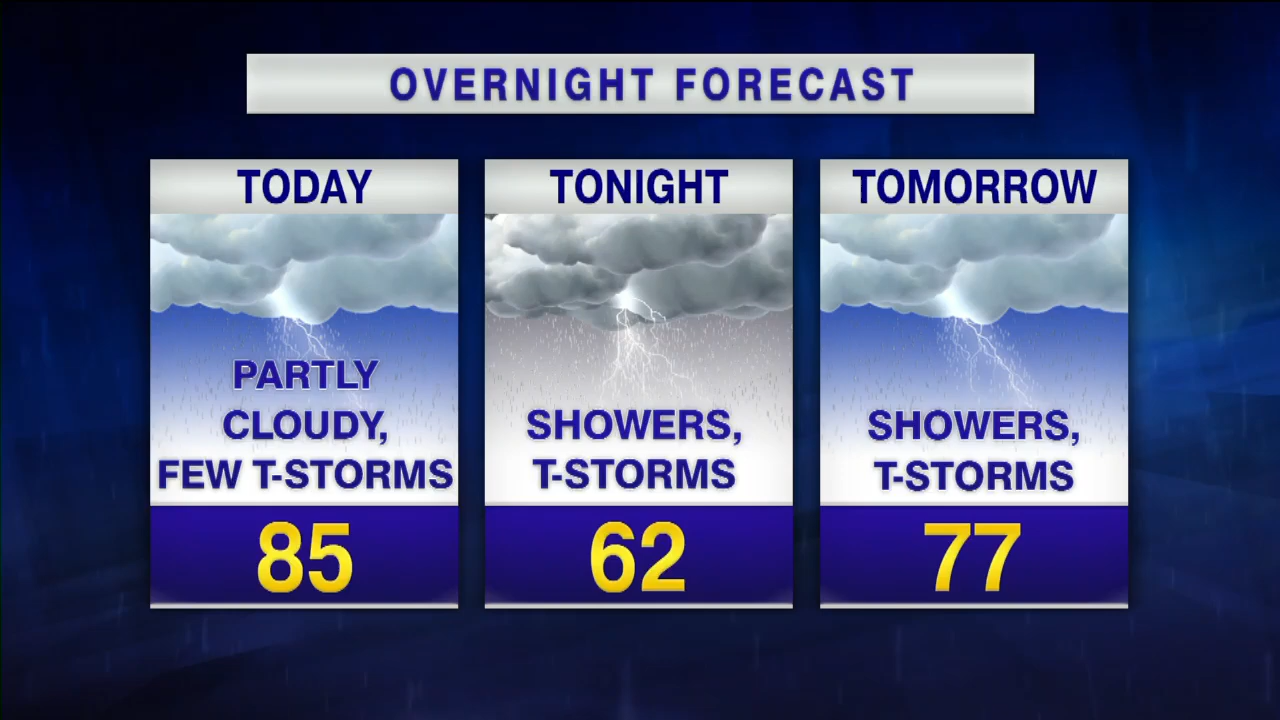 OVERNIGHT FORECAST
TODAY
PARTLY
CLOUDY,
FEW T-STORMS
85
TONIGHT
SHOWERS,
T-STORMS
62
TOMORROW
SHOWERS,
T-STORMS
77